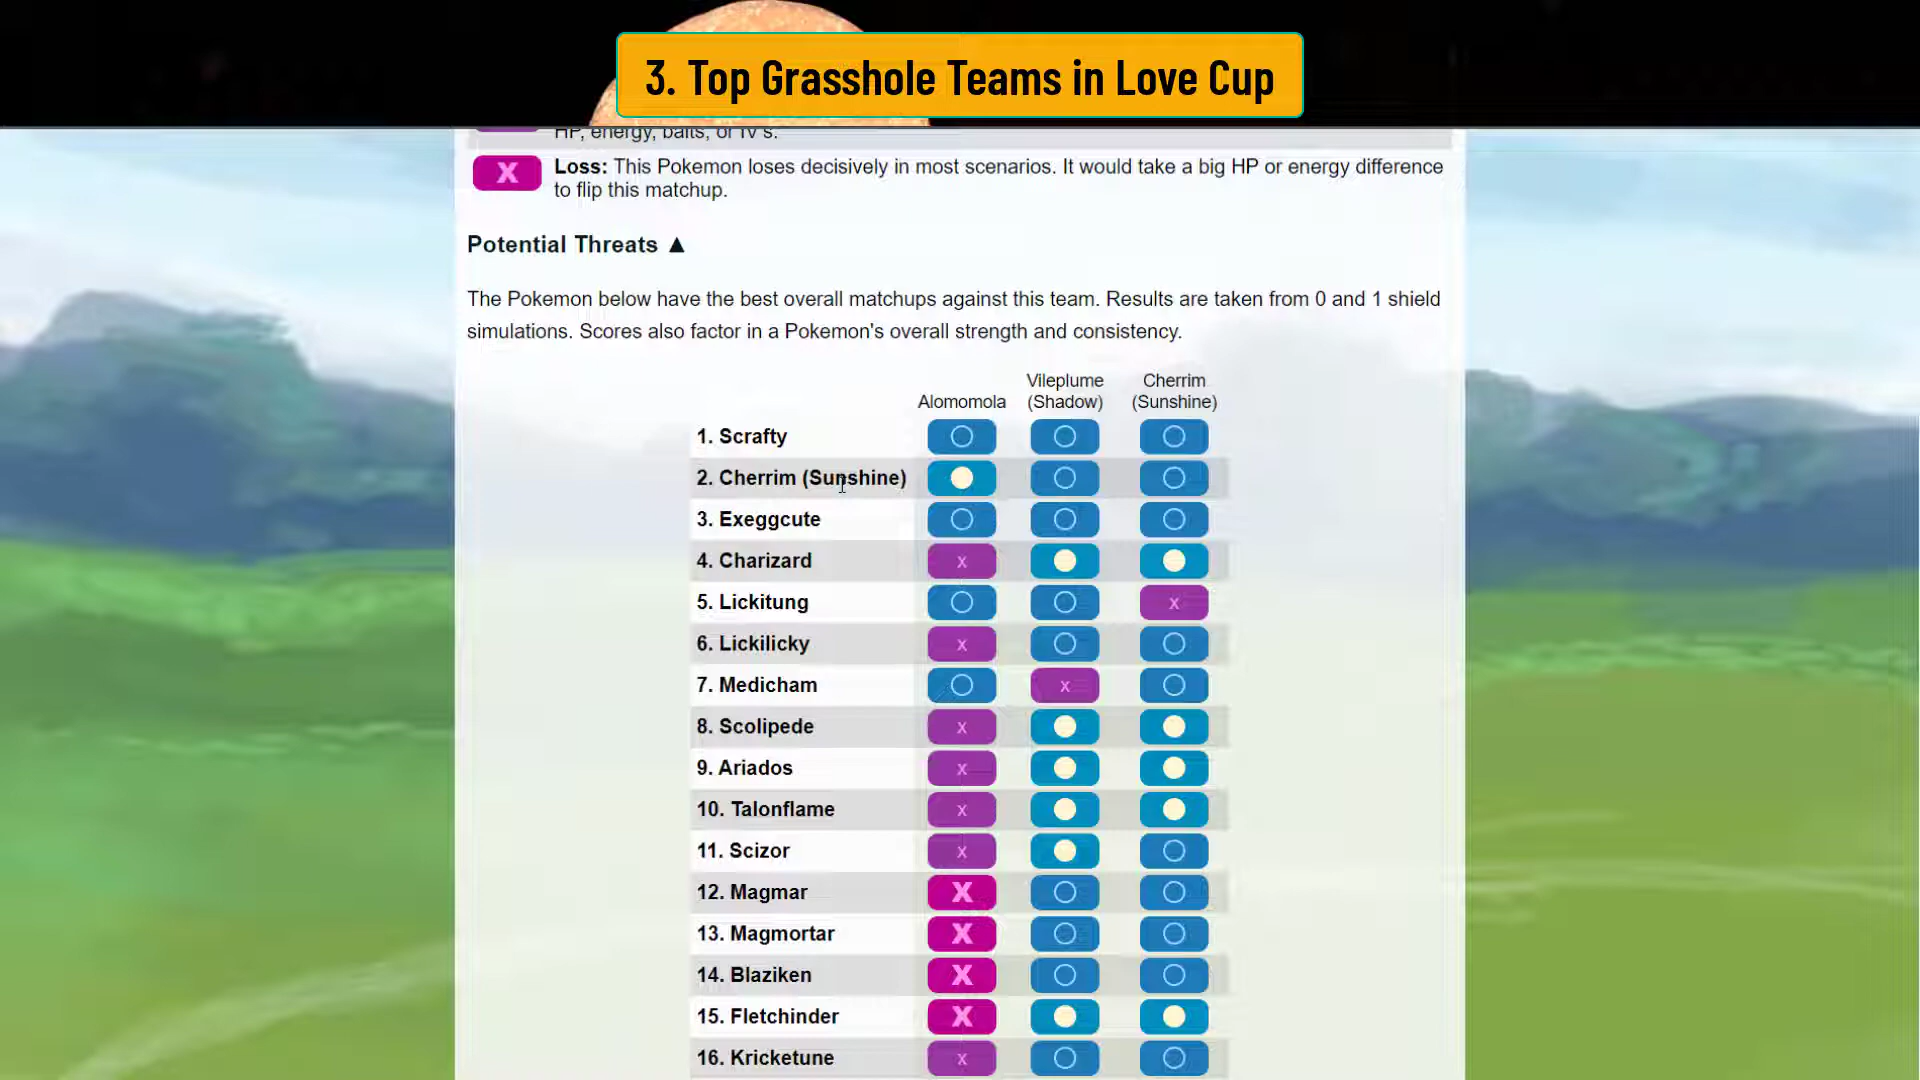 3. Top Grasshole Teams in Love Cup
HP, energy, baits, or IV's.
X Loss: This Pokemon loses decisively in most scenarios. It would take a big HP or energy difference
to flip this matchup.
Potential Threats ▲
The Pokemon below have the best overall matchups against this team. Results are taken from 0 and 1 shield
simulations. Scores also factor in a Pokemon's overall strength and consistency.
Alomomola
Vileplume
(Shadow)
Cherrim
(Sunshine)
1. Scrafty
2. Cherrim (Sunshine)
3. Exeggcute
4. Charizard x
5. Lickitung x
6. Lickilicky x
7. Medicham x
8. Scolipede x
9. Ariados x
10. Talonflame x
11. Scizor x
12. Magmar X
13. Magmortar X
14. Blaziken X
15. Fletchinder X
16. Kricketune x